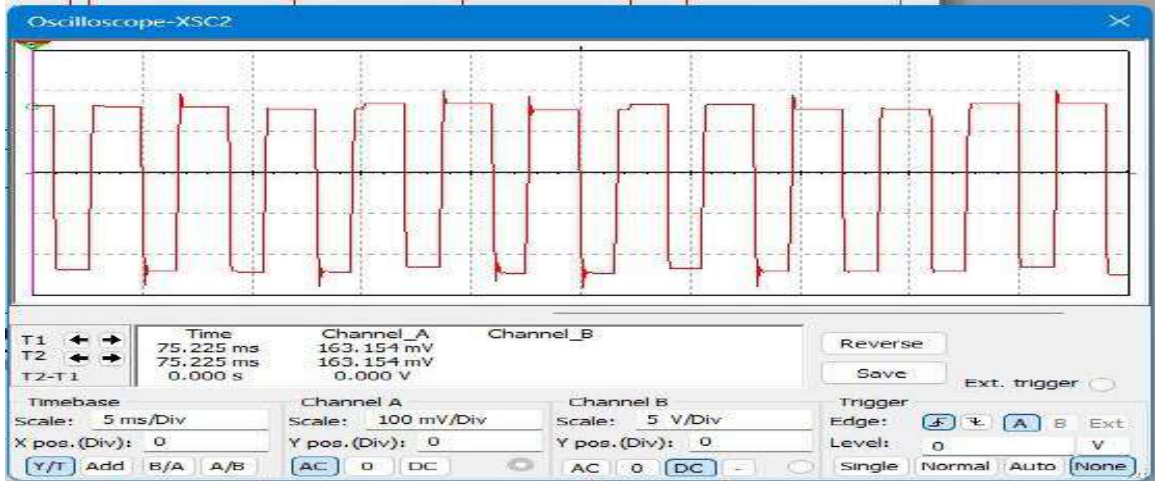 Oscilloscope-XSC2
Time Channel_A Channel_B
T1 75.225 ms 163.154 mV
T2 75.225 ms 163.154 mV
T2-T1 0.000 s 0.000 V
Reverse
Save
Ext. trigger
Timebase
Scale: 5 ms/Div
X pos.(Div): 0
Y/T Add B/A A/B
Channel A
Scale: 100 mV/Div
Y pos.(Div): 0
AC 0 DC
Channel B
Scale: 5 V/Div
Y pos.(Div): 0
AC 0 DC -
Trigger
Edge: A B Ext
Level: 0 V
Single Normal Auto None